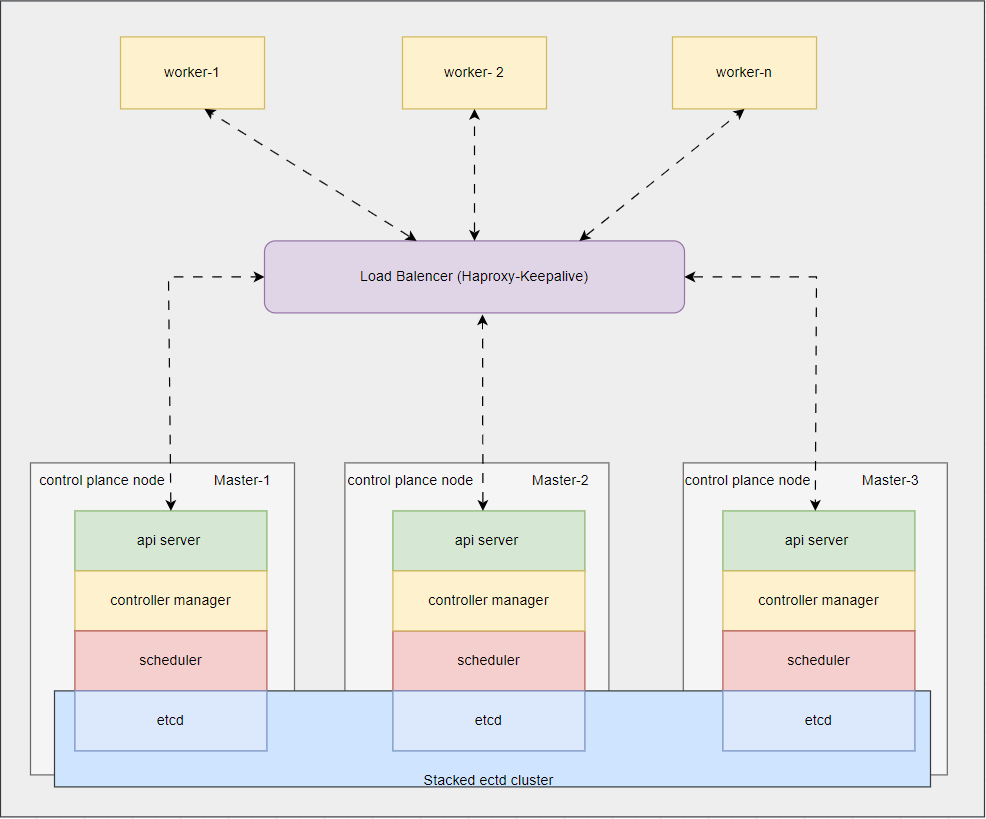 worker-1
worker- 2
worker-n
Load Balencer (Haproxy-Keepalive)
control plance node
Master-1
control plance node
Master-2
control plance node
Master-3
api server
api server
api server
controller manager
controller manager
controller manager
scheduler
scheduler
scheduler
etcd
etcd
etcd
Stacked ectd cluster